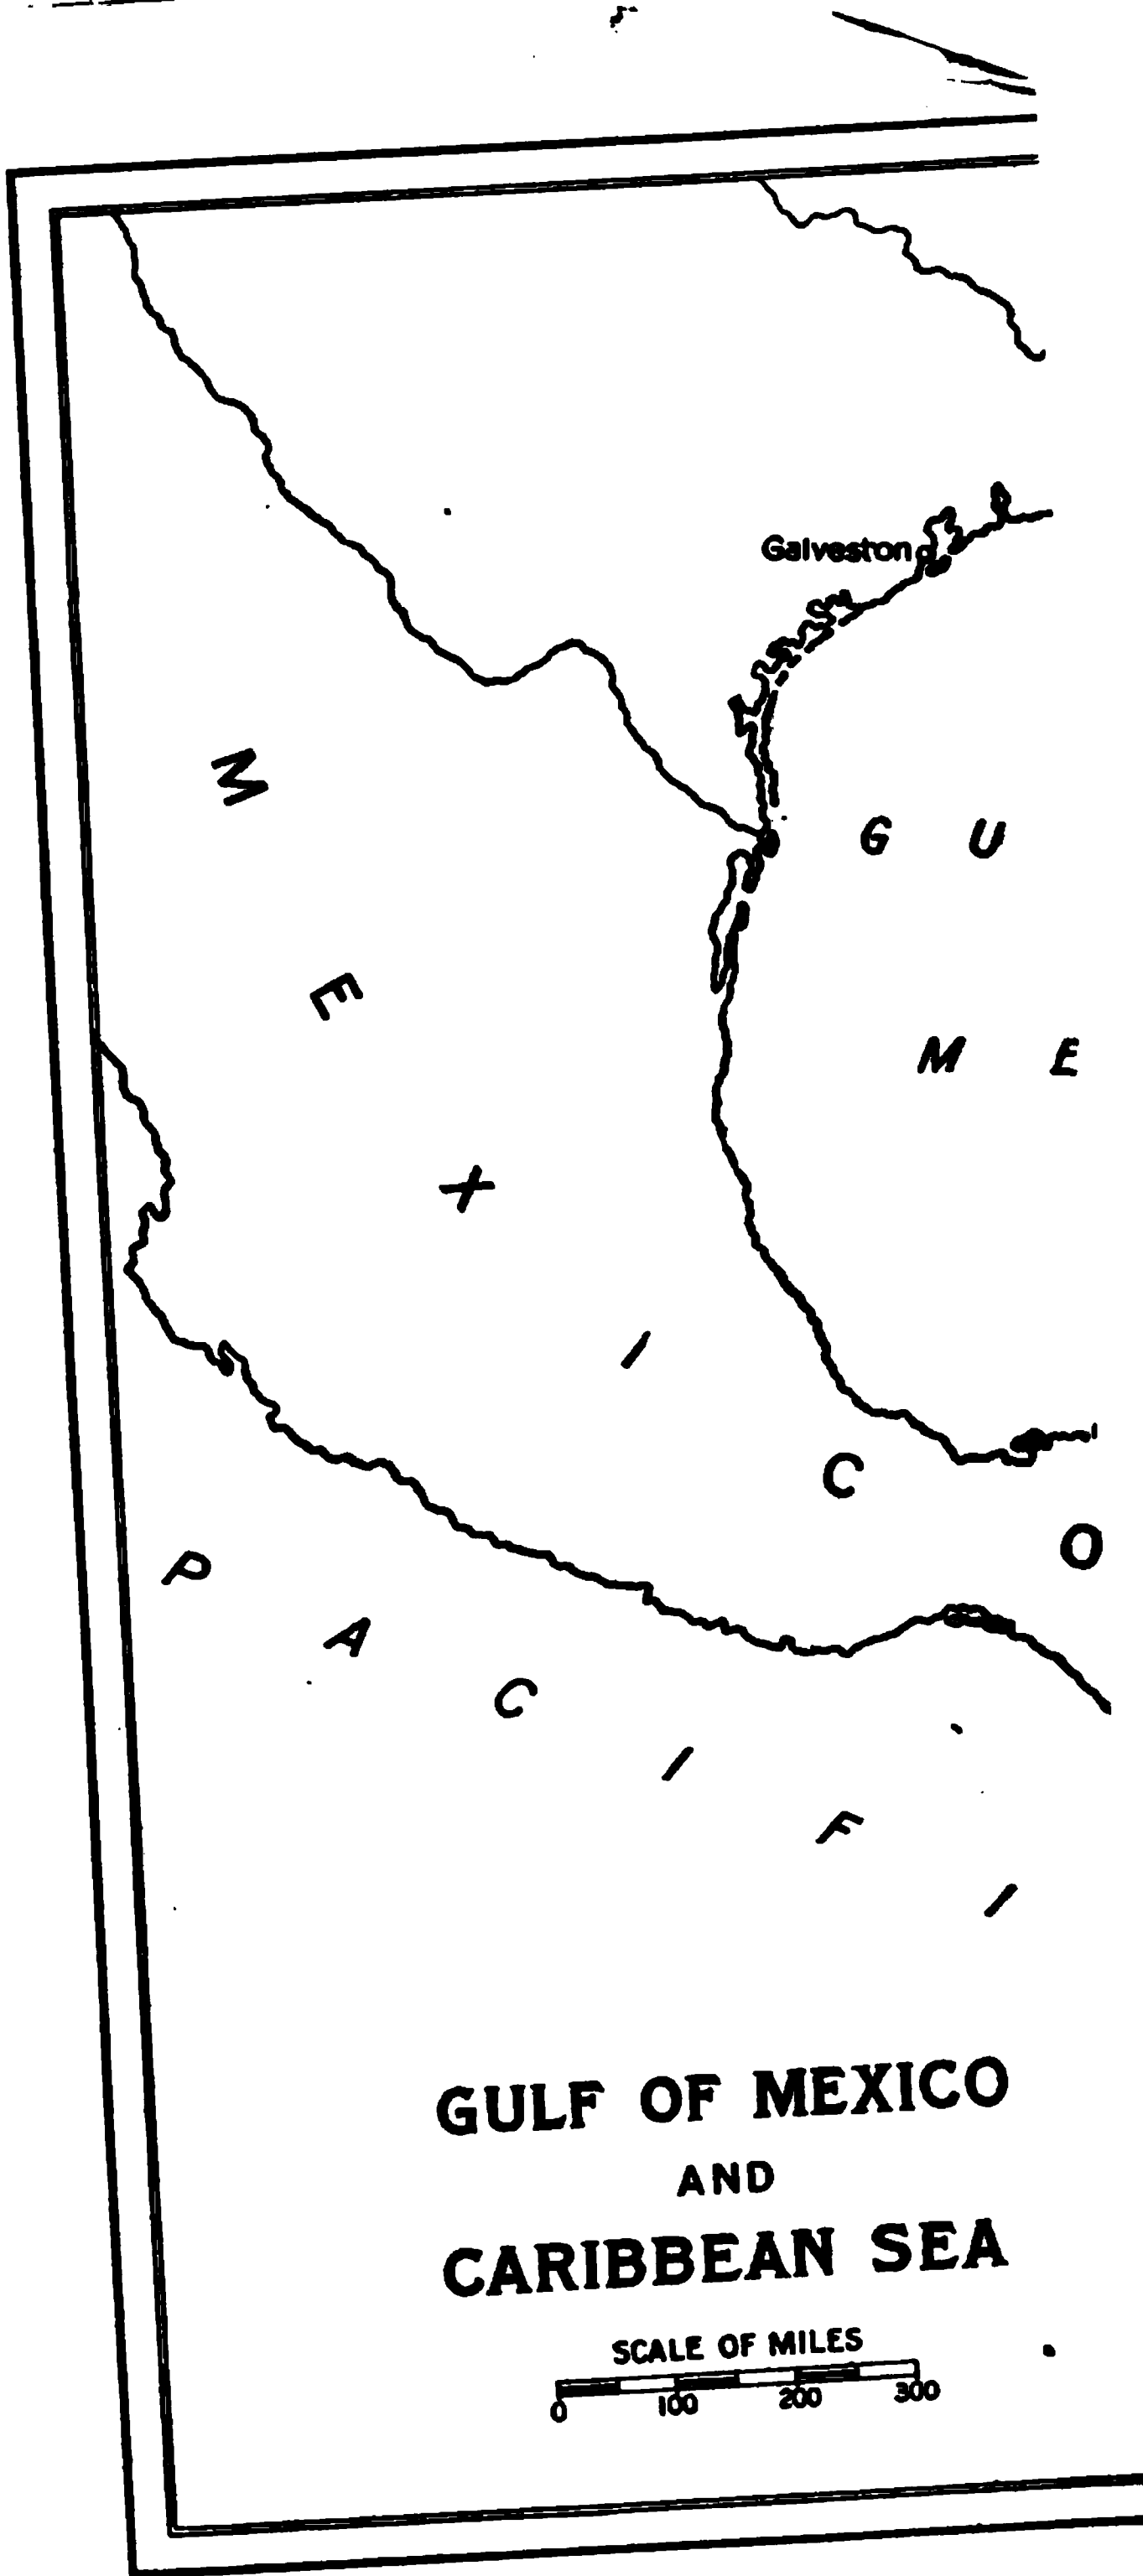 Galveston
G U
M E
M E X I C O
P A C I F I
GULF OF MEXICO
AND
CARIBBEAN SEA
SCALE OF MILES
0 100 200 300